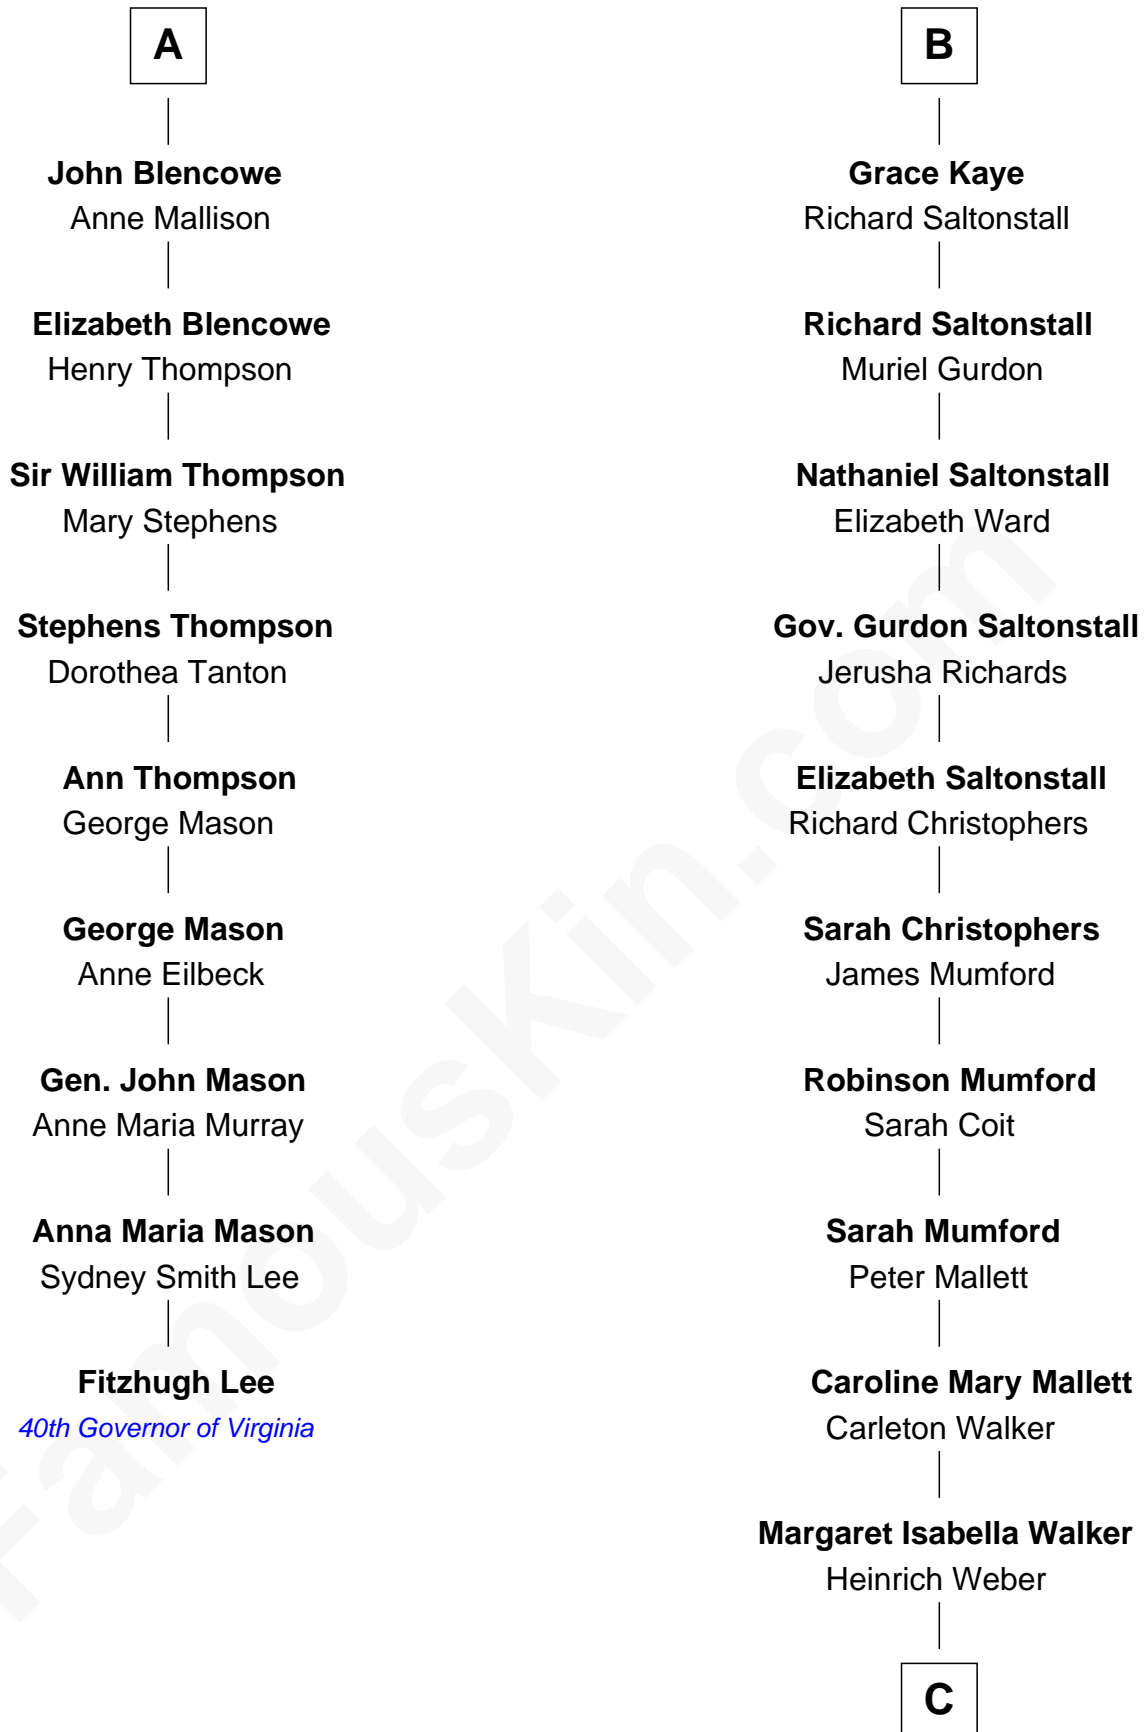 A
John Blencowe
Anne Mallison
Elizabeth Blencowe
Henry Thompson
Sir William Thompson
Mary Stephens
Stephens Thompson
Dorothea Tanton
Ann Thompson
George Mason
George Mason
Anne Eilbeck
Gen. John Mason
Anne Maria Murray
Anna Maria Mason
Sydney Smith Lee
Fitzhugh Lee
40th Governor of Virginia
B
Grace Kaye
Richard Saltonstall
Richard Saltonstall
Muriel Gurdon
Nathaniel Saltonstall
Elizabeth Ward
Gov. Gurdon Saltonstall
Jerusha Richards
Elizabeth Saltonstall
Richard Christophers
Sarah Christophers
James Mumford
Robinson Mumford
Sarah Coit
Sarah Mumford
Peter Mallett
Caroline Mary Mallett
Carleton Walker
Margaret Isabella Walker
Heinrich Weber
C
FamousKin.com